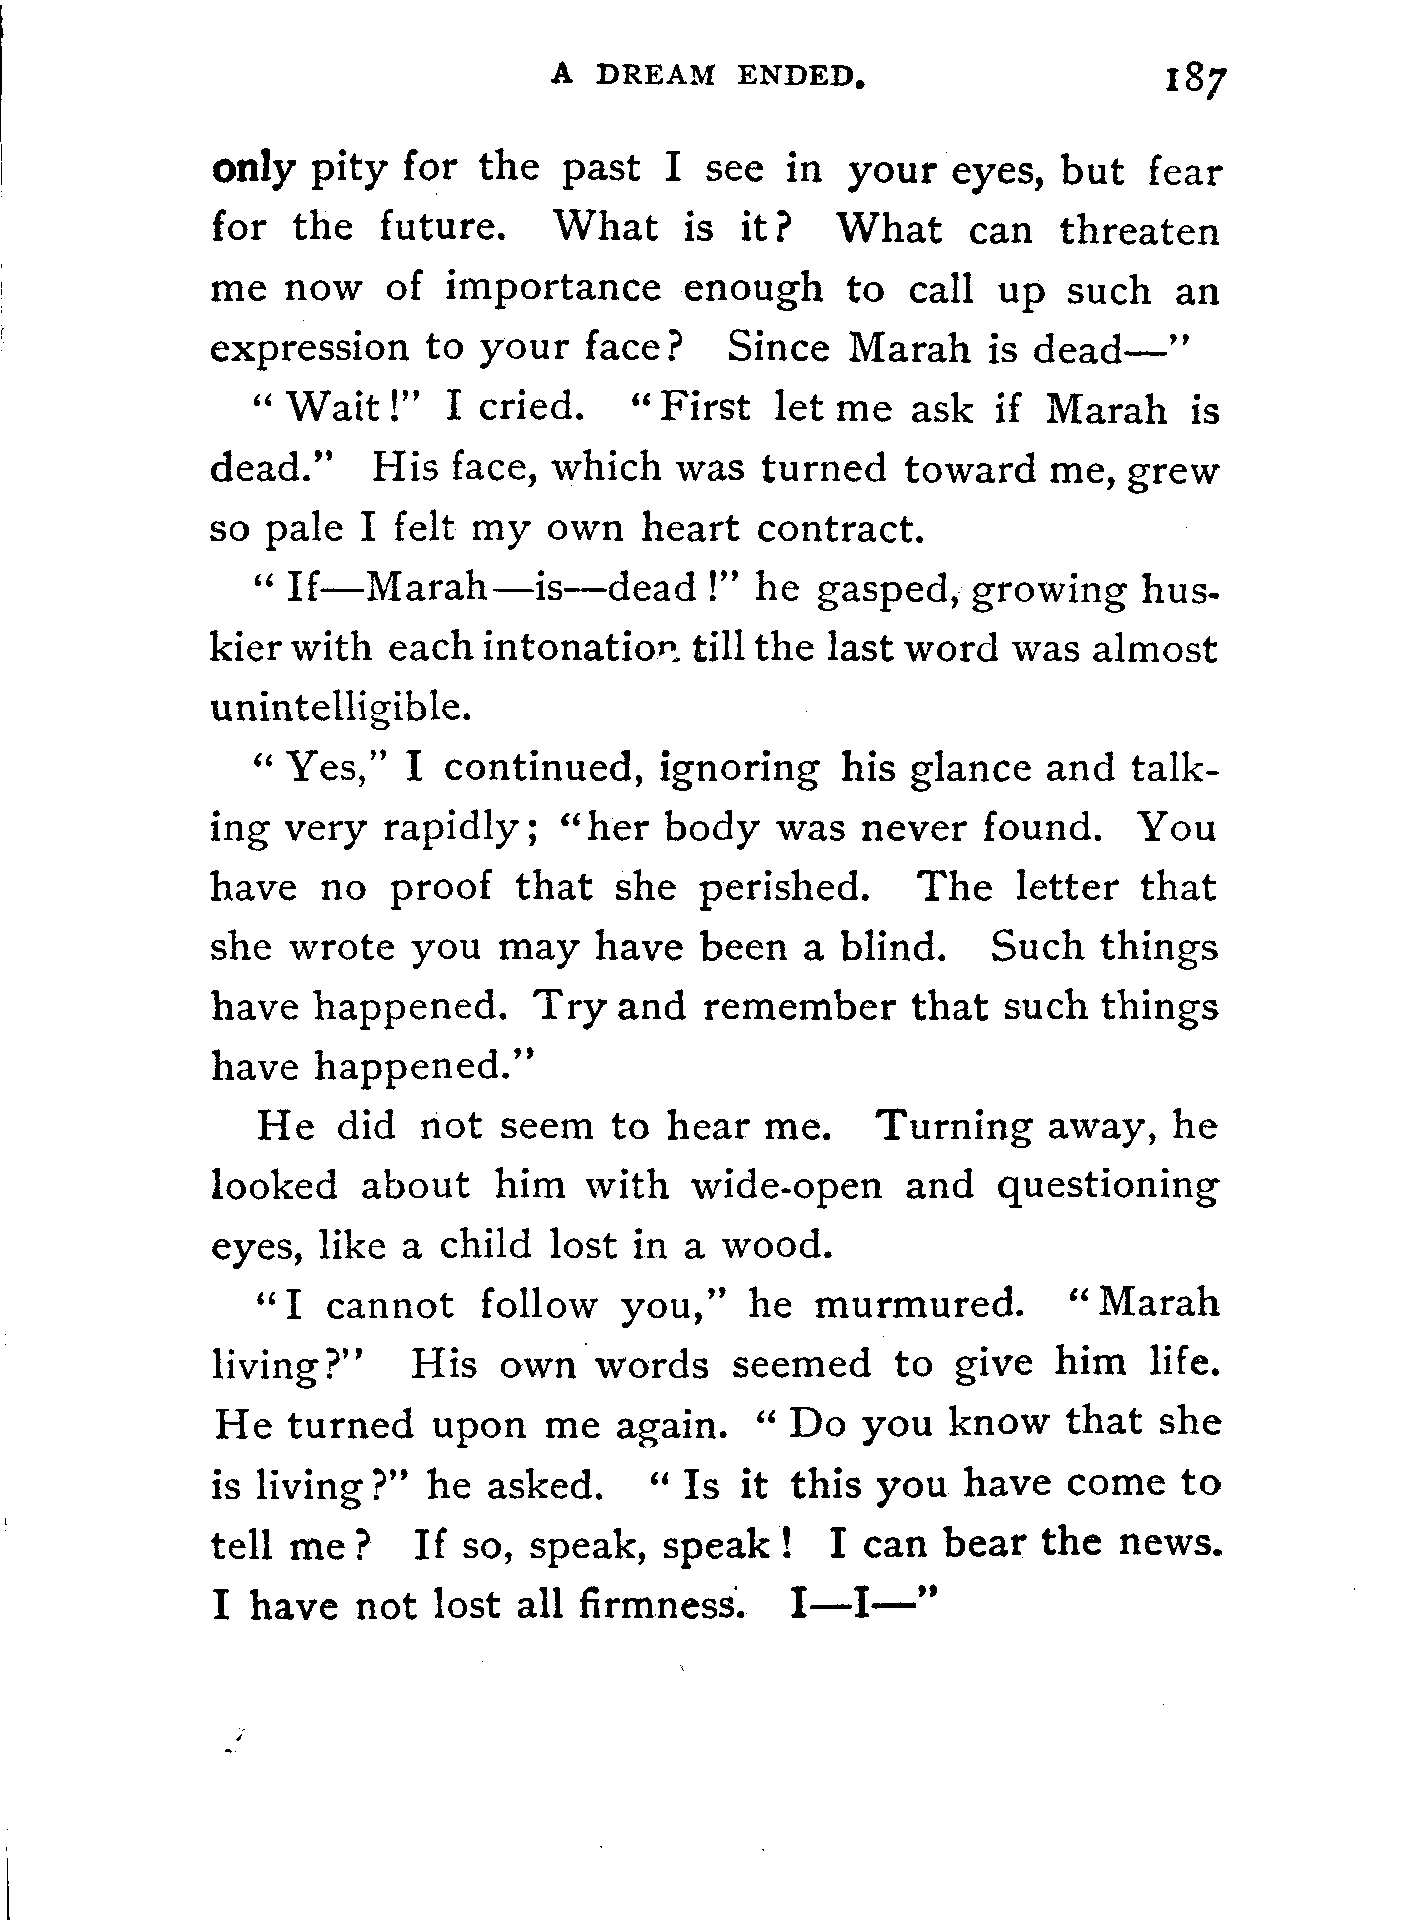 A DREAM ENDED. 187
only pity for the past I see in your eyes, but fear
for the future. What is it? What can threaten
me now of importance enough to call up such an
expression to your face? Since Marah is dead—"
"Wait!" I cried. "First let me ask if Marah is
dead." His face, which was turned toward me, grew
so pale I felt my own heart contract.
"If—Marah—is—dead!" he gasped, growing hus-
kier with each intonation till the last word was almost
unintelligible.
"Yes," I continued, ignoring his glance and talk-
ing very rapidly; "her body was never found. You
have no proof that she perished. The letter that
she wrote you may have been a blind. Such things
have happened. Try and remember that such things
have happened."
He did not seem to hear me. Turning away, he
looked about him with wide-open and questioning
eyes, like a child lost in a wood.
"I cannot follow you," he murmured. "Marah
living?" His own words seemed to give him life.
He turned upon me again. "Do you know that she
is living?" he asked. "Is it this you have come to
tell me? If so, speak, speak! I can bear the news.
I have not lost all firmness. I—I—"